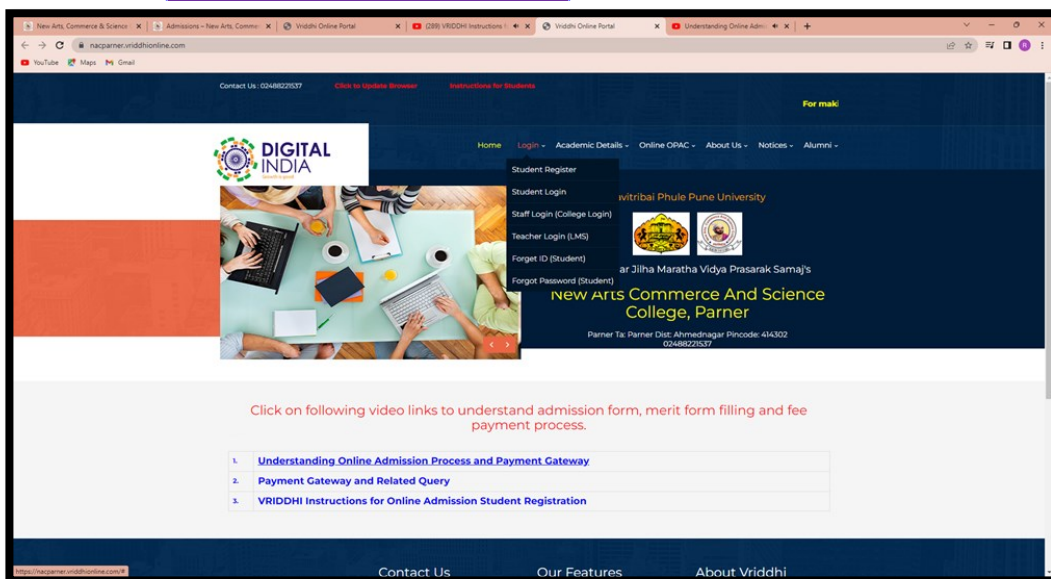 New Arts, Commerce & Science
Admissions – New Arts, Comme
Vriddhi Online Portal
(289) VRIDDHI Instructions f
Vriddhi Online Portal
Understanding Online Admi
nacparner.vriddhionline.com
YouTube
Maps
Gmail
R
Contact Us : 02488221537
Click to Update Browser
Instructions for Students
For maki
DIGITAL
INDIA
Home
Login
Academic Details
Online OPAC
About Us
Notices
Alumni
Student Register
Student Login
Staff Login (College Login)
Teacher Login (LMS)
Forget ID (Student)
Forgot Password (Student)
avitribai Phule Pune University
ar Jilha Maratha Vidya Prasarak Samaj's
New Arts Commerce And Science
College, Parner
Parner Ta: Parner Dist: Ahmednagar Pincode: 414302
02488221537
Click on following video links to understand admission form, merit form filling and fee
payment process.
1. Understanding Online Admission Process and Payment Gateway
2. Payment Gateway and Related Query
3. VRIDDHI Instructions for Online Admission Student Registration
Contact Us
Our Features
About Vriddhi
https://nacparner.vriddhionline.com/#